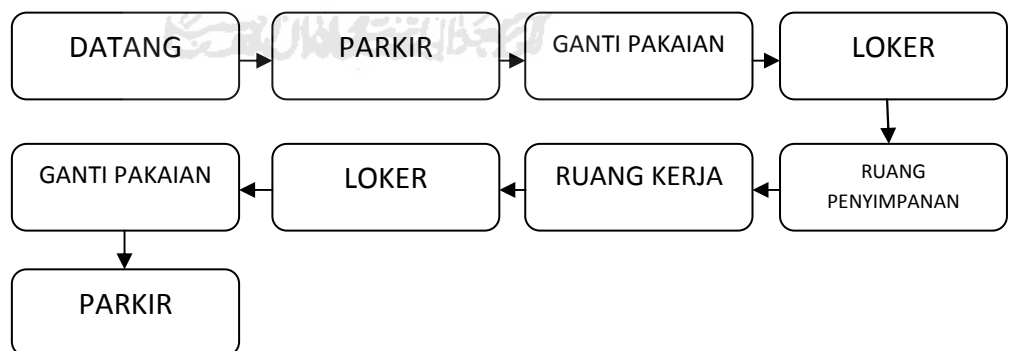 DATANG
PARKIR
GANTI PAKAIAN
LOKER
RUANG
PENYIMPANAN
RUANG KERJA
LOKER
GANTI PAKAIAN
PARKIR